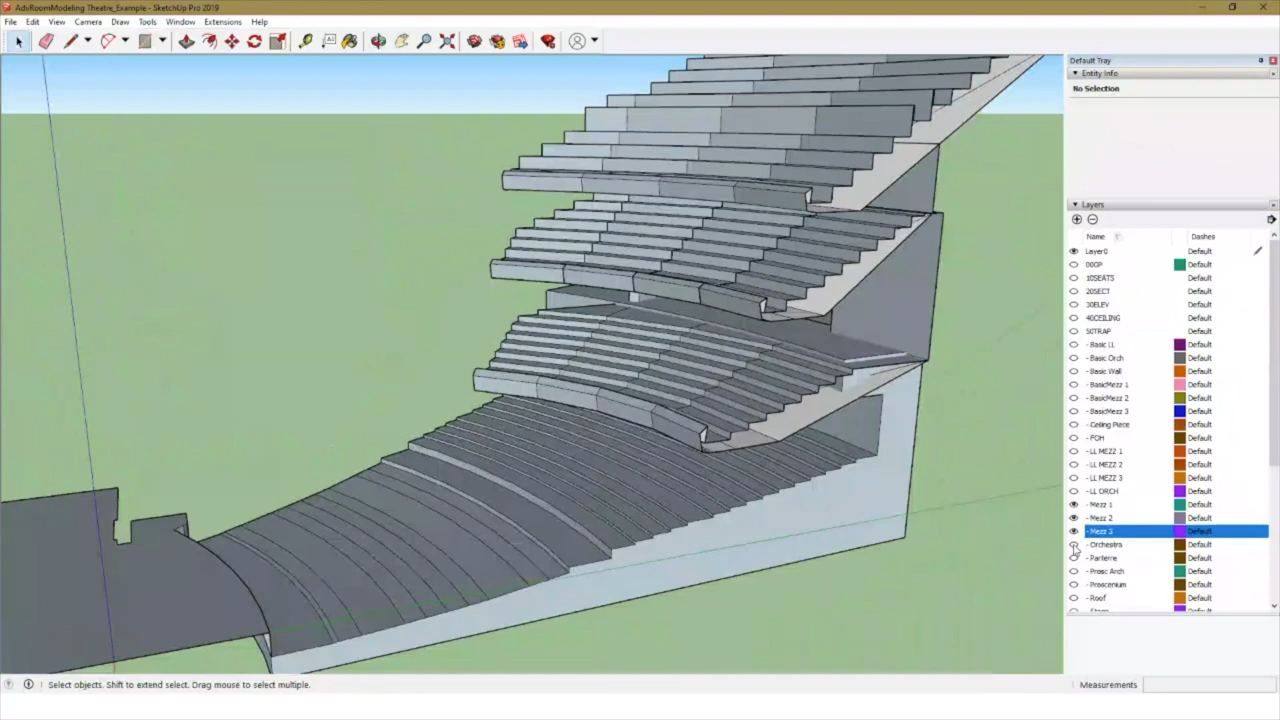 AdvRoomModeling Theatre_Example - SketchUp Pro 2019
File Edit View Camera Draw Tools Window Extensions Help
Default Tray
Entity Info
No Selection
Layers
Name Dashes
Layer0 Default
00GP Default
10SEATS Default
20SECT Default
30ELEV Default
40CEILING Default
50TRAP Default
- Basic LL Default
- Basic Orch Default
- Basic Wall Default
- BasicMezz 1 Default
- BasicMezz 2 Default
- BasicMezz 3 Default
- Ceiling Piece Default
- FOH Default
- LL MEZZ 1 Default
- LL MEZZ 2 Default
- LL MEZZ 3 Default
- LL ORCH Default
- Mezz 1 Default
- Mezz 2 Default
- Mezz 3 Default
- Orchestra Default
- Parterre Default
- Prosc Arch Default
- Proscenium Default
- Roof Default
Select objects. Shift to extend select. Drag mouse to select multiple.
Measurements